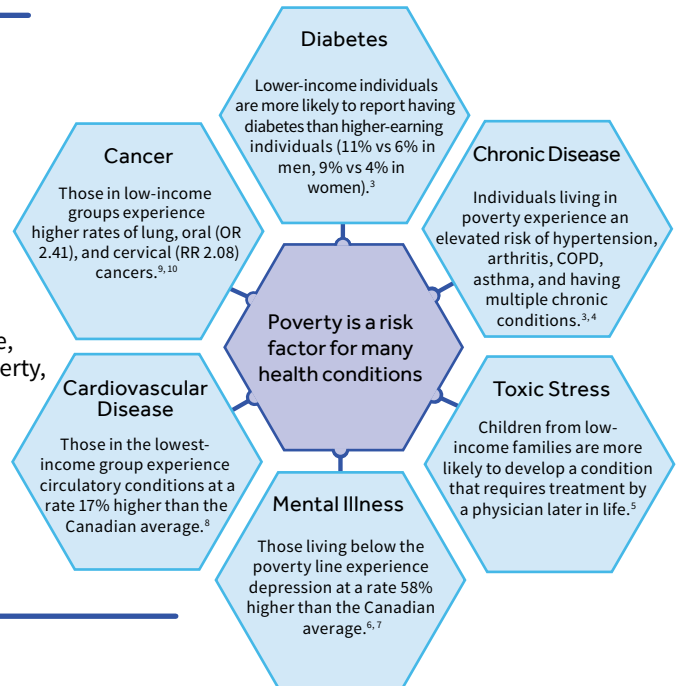 Diabetes
Lower-income individuals
are more likely to report having
diabetes than higher-earning
individuals (11% vs 6% in
men, 9% vs 4% in
women).³
Cancer
Those in low-income
groups experience
higher rates of lung, oral (OR
2.41), and cervical (RR 2.08)
cancers.⁹,¹⁰
Chronic Disease
Individuals living in
poverty experience an
elevated risk of hypertension,
arthritis, COPD,
asthma, and having
multiple chronic
conditions.³,⁴
Poverty is a risk
factor for many
health conditions
e,
erty,
Cardiovascular
Disease
Those in the lowest-
income group experience
circulatory conditions at a
rate 17% higher than the
Canadian average.⁸
Toxic Stress
Children from low-
income families are more
likely to develop a condition
that requires treatment by
a physician later in life.⁵
Mental Illness
Those living below the
poverty line experience
depression at a rate 58%
higher than the Canadian
average.⁶,⁷